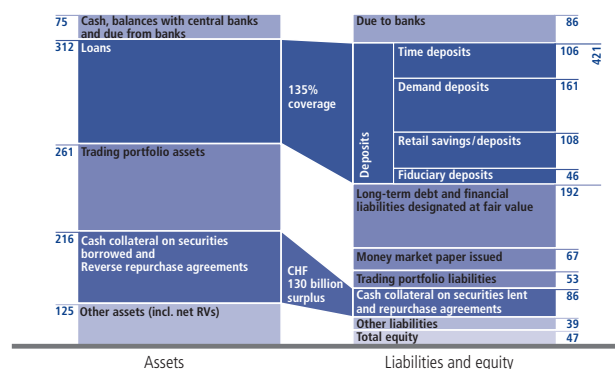 75 Cash, balances with central banks
and due from banks
312 Loans
261 Trading portfolio assets
216 Cash collateral on securities
borrowed and
Reverse repurchase agreements
125 Other assets (incl. net RVs)
135%
coverage
CHF
130 billion
surplus
Due to banks 86
Deposits
421
Time deposits 106
Demand deposits 161
Retail savings/deposits 108
Fiduciary deposits 46
Long-term debt and financial 192
liabilities designated at fair value
Money market paper issued 67
Trading portfolio liabilities 53
Cash collateral on securities lent 86
and repurchase agreements
Other liabilities 39
Total equity 47
Assets
Liabilities and equity